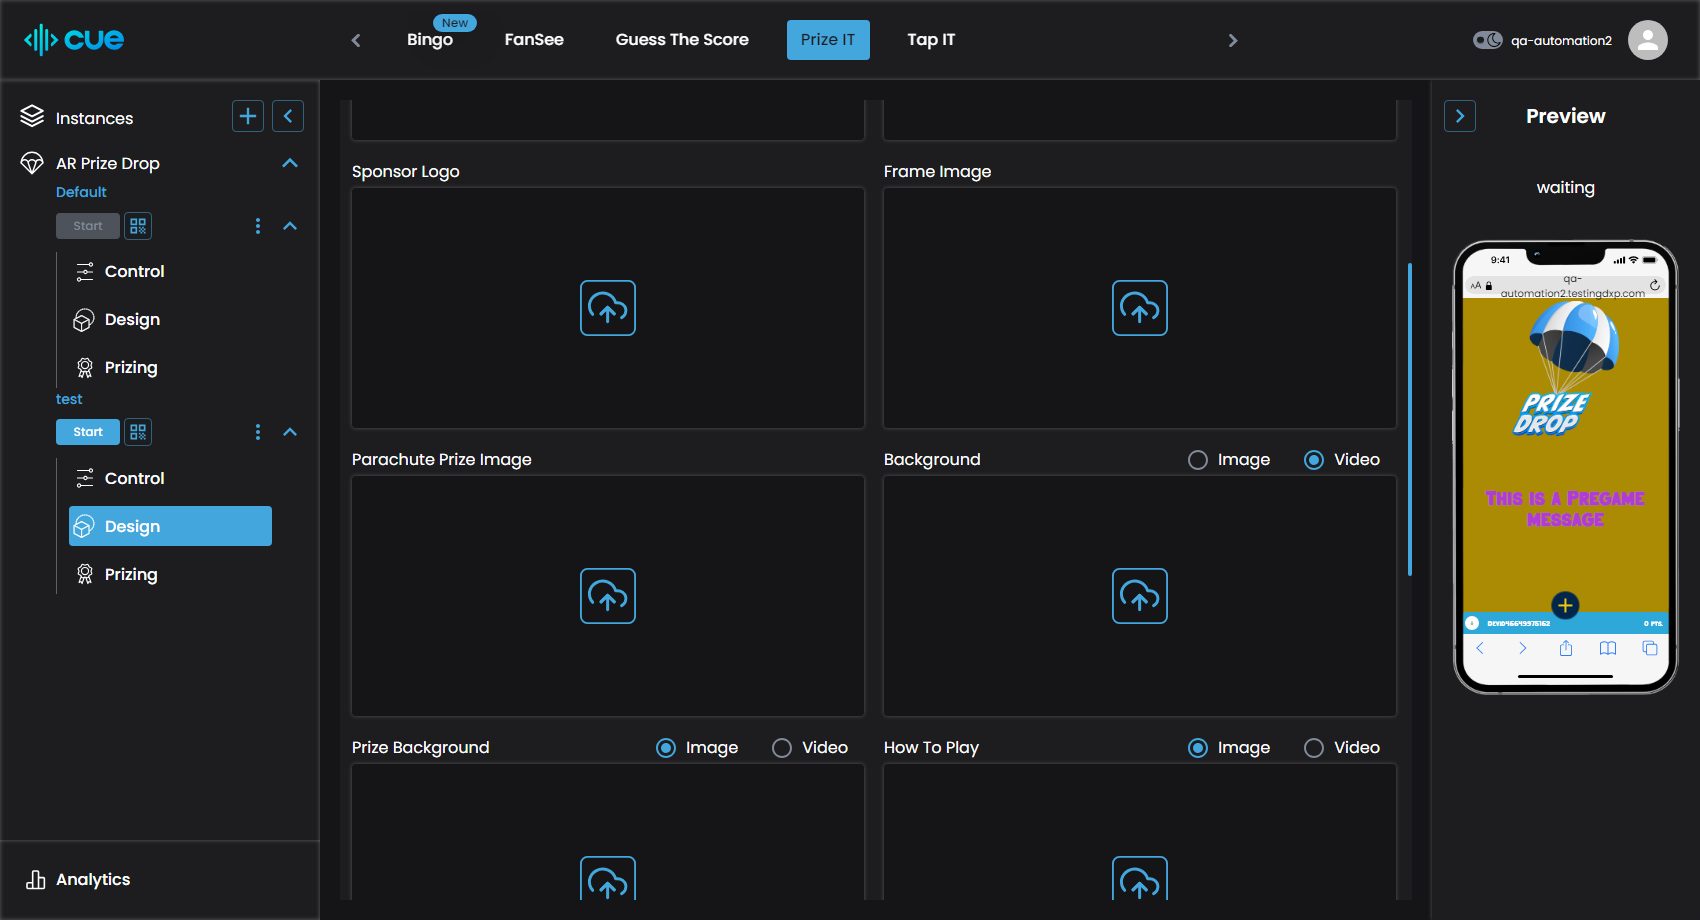 cue
New
Bingo
FanSee
Guess The Score
Prize IT
Tap IT
qa-automation2
Instances
AR Prize Drop
Default
Start
Control
Design
Prizing
test
Start
Control
Design
Prizing
Analytics
Sponsor Logo
Frame Image
Parachute Prize Image
Background
Image
Video
Prize Background
Image
Video
How To Play
Image
Video
Preview
waiting
9:41
AA
qa-
automation2.testingdxp.com
PRIZE
DROP
This is a Pregame
message
0 PTS.